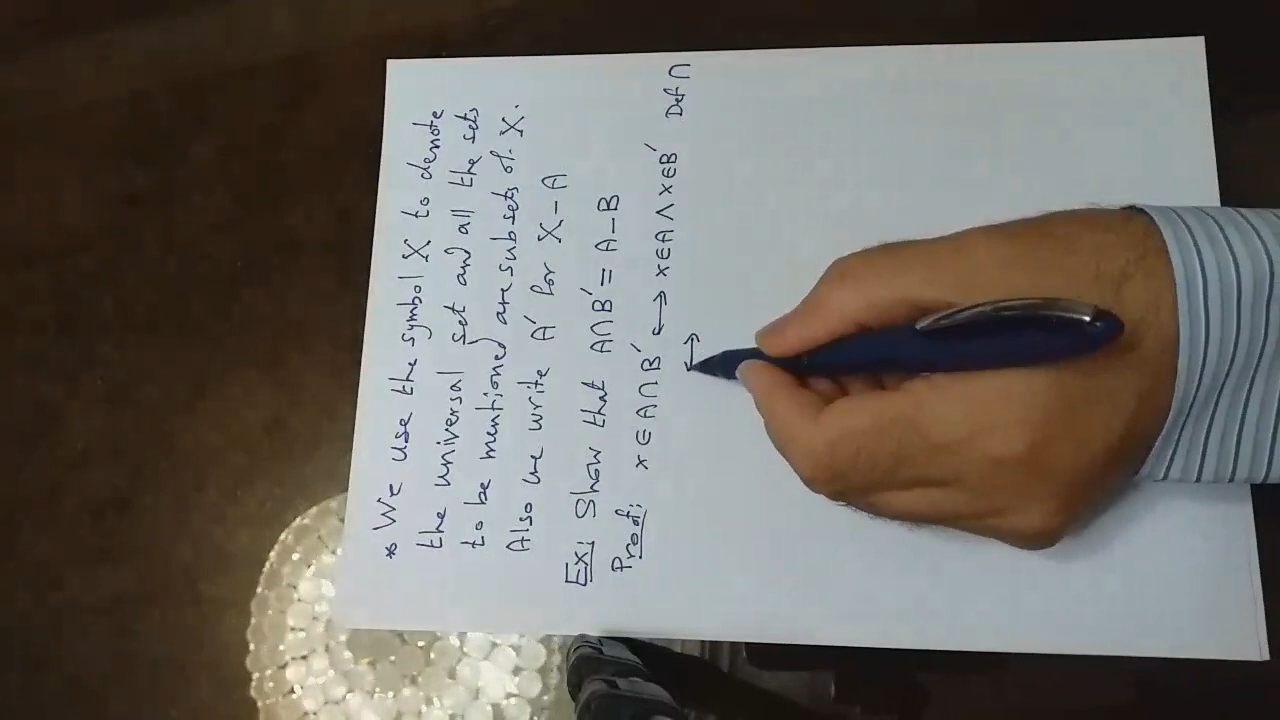 * We use the symbol X to denote
the universal set and all the sets
to be mentioned are subsets of X.
Also we write A′ for X − A
Ex; Show that A∩B′ = A − B
Proof: x ∈ A∩B′ ↔ x∈A ∧ x∈B′ Def ∩
↔